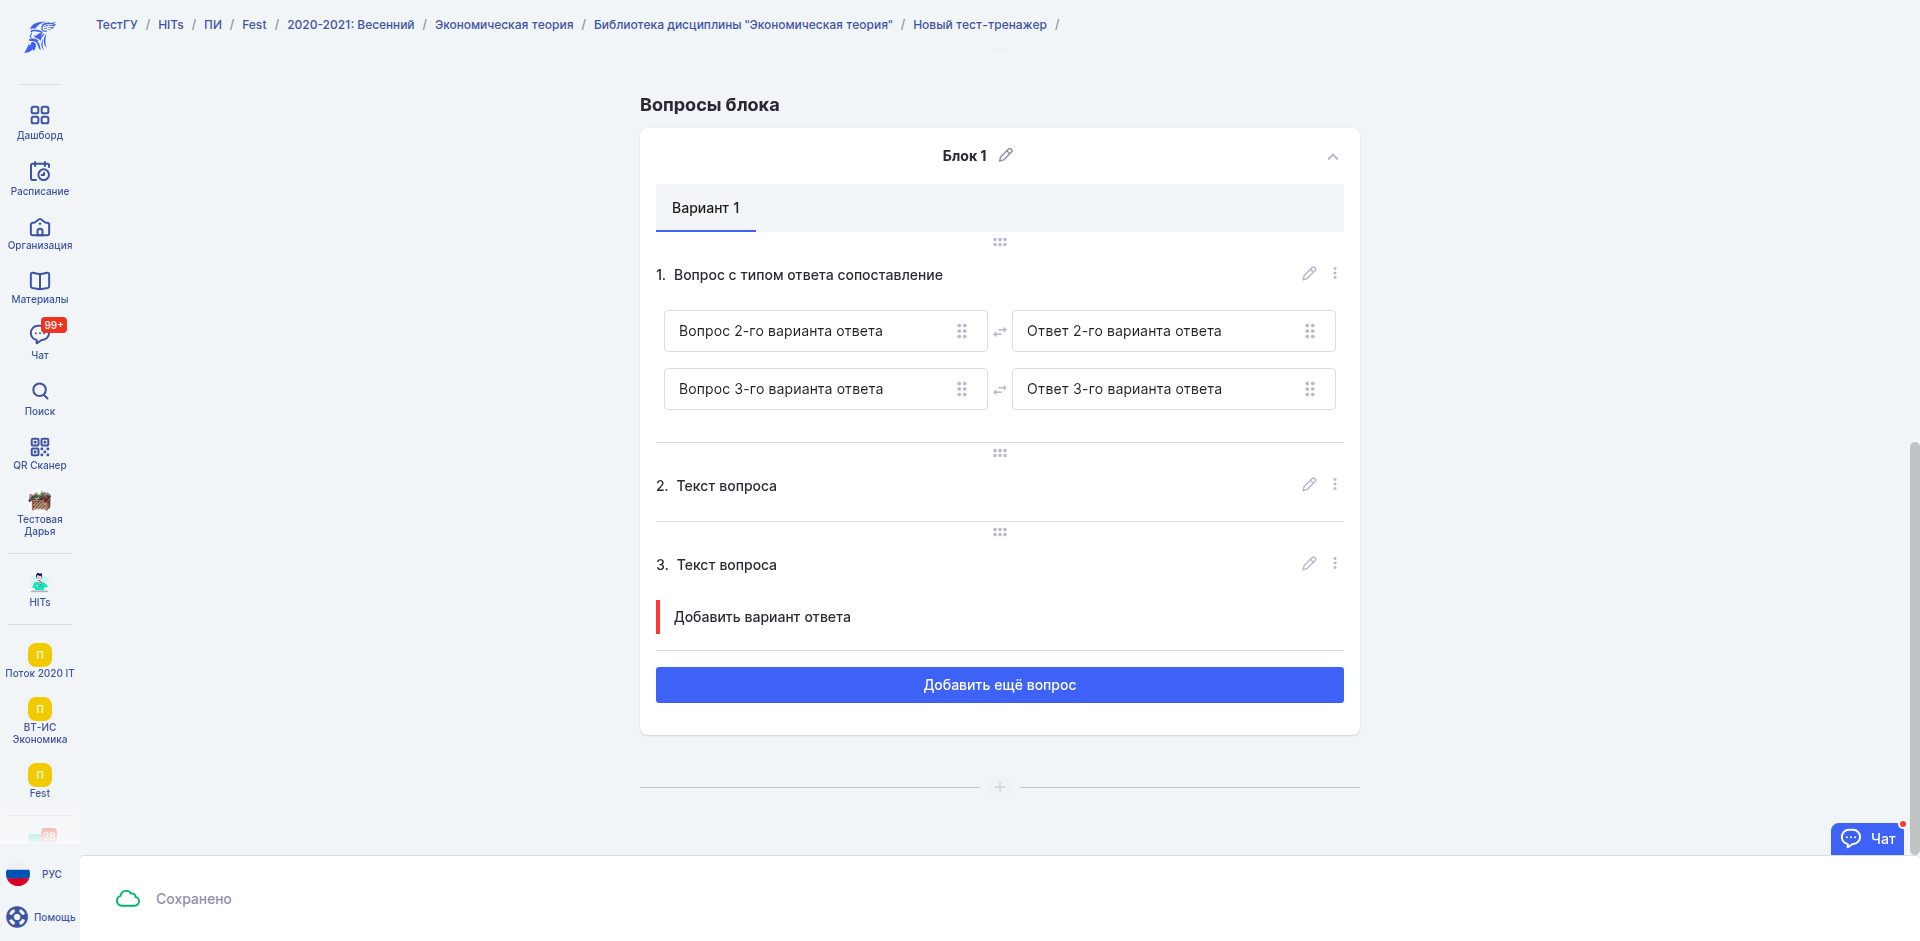 ТестГУ / HITs / ПИ / Fest / 2020-2021: Весенний / Экономическая теория / Библиотека дисциплины "Экономическая теория" / Новый тест-тренажер /
Дашборд
Расписание
Организация
Материалы
99+
Чат
Поиск
QR Сканер
Тестовая
Дарья
HITs
П
Поток 2020 IT
П
ВТ-ИС
Экономика
П
Fest
28
РУС
Помощь
Вопросы блока
Блок 1
Вариант 1
1. Вопрос с типом ответа сопоставление
Вопрос 2-го варианта ответа
Ответ 2-го варианта ответа
Вопрос 3-го варианта ответа
Ответ 3-го варианта ответа
2. Текст вопроса
3. Текст вопроса
Добавить вариант ответа
Добавить ещё вопрос
Чат
Сохранено